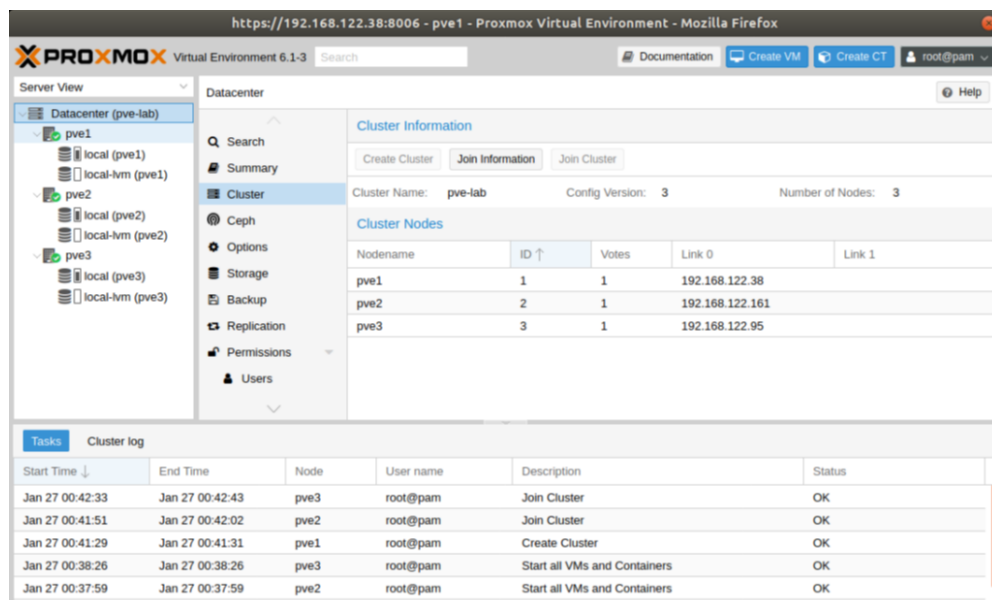 https://192.168.122.38:8006 - pve1 - Proxmox Virtual Environment - Mozilla Firefox
PROXMOX Virtual Environment 6.1-3 Search Documentation Create VM Create CT root@pam
Server View
Datacenter (pve-lab)
pve1
local (pve1)
local-lvm (pve1)
pve2
local (pve2)
local-lvm (pve2)
pve3
local (pve3)
local-lvm (pve3)
Datacenter Help
Search
Summary
Cluster
Ceph
Options
Storage
Backup
Replication
Permissions
Users
Cluster Information
Create Cluster Join Information Join Cluster
Cluster Name: pve-lab Config Version: 3 Number of Nodes: 3
Cluster Nodes
Nodename ID ↑ Votes Link 0 Link 1
pve1 1 1 192.168.122.38
pve2 2 1 192.168.122.161
pve3 3 1 192.168.122.95
Tasks Cluster log
Start Time ↓ End Time Node User name Description Status
Jan 27 00:42:33 Jan 27 00:42:43 pve3 root@pam Join Cluster OK
Jan 27 00:41:51 Jan 27 00:42:02 pve2 root@pam Join Cluster OK
Jan 27 00:41:29 Jan 27 00:41:31 pve1 root@pam Create Cluster OK
Jan 27 00:38:26 Jan 27 00:38:26 pve3 root@pam Start all VMs and Containers OK
Jan 27 00:37:59 Jan 27 00:37:59 pve2 root@pam Start all VMs and Containers OK